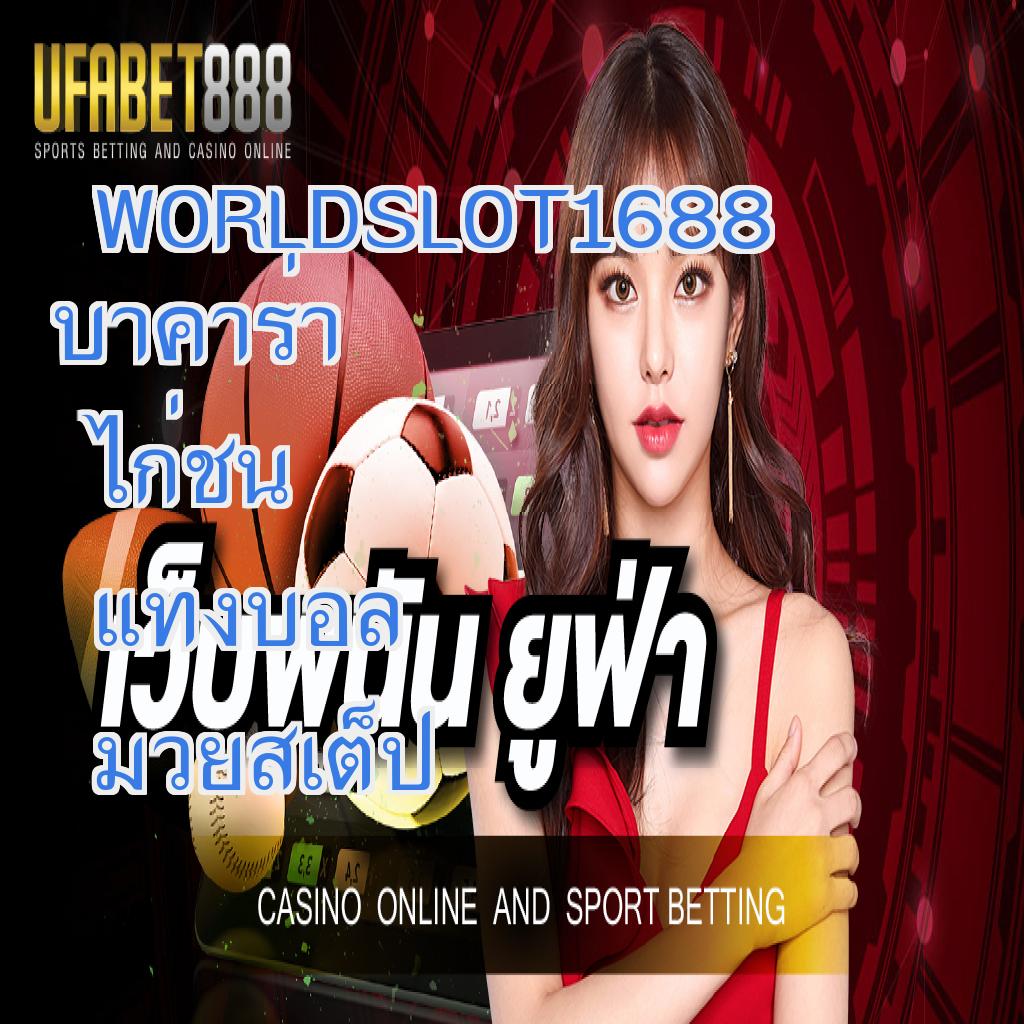 UFABET888
SPORTS BETTING AND CASINO ONLINE
WORLDSLOT1688
บาคาร่า
ไก่ชน
แท็งบอล
เว็บพนัน ยูฟ่า
มวยสเต็ป
CASINO ONLINE AND SPORT BETTING